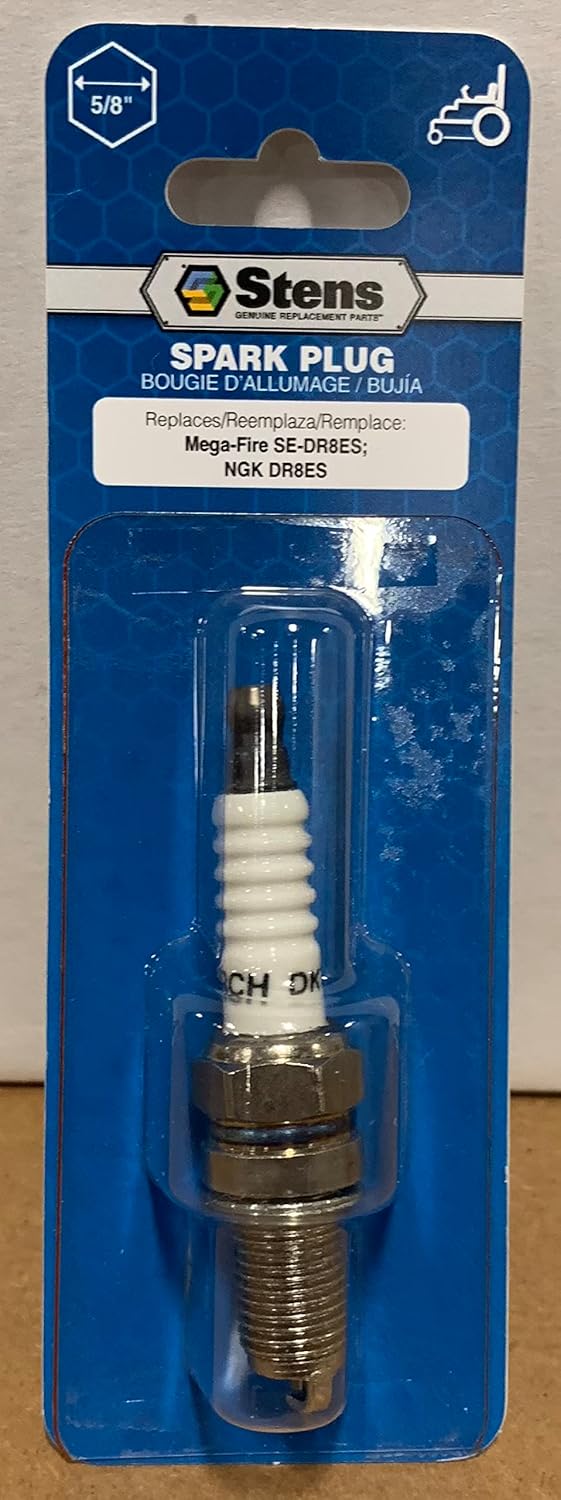 5/8"
Stens
GENUINE REPLACEMENT PARTS™
SPARK PLUG
BOUGIE D'ALLUMAGE / BUJÍA
Replaces/Reemplaza/Remplace:
Mega-Fire SE-DR8ES;
NGK DR8ES